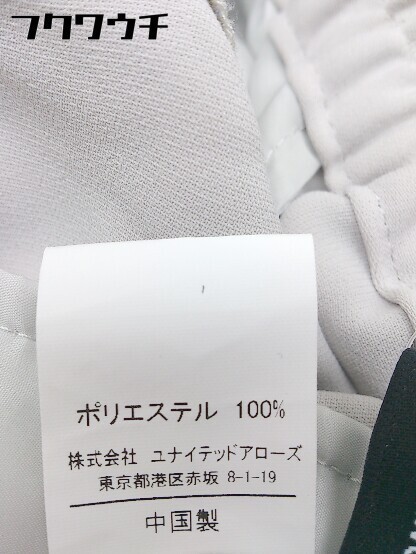 フクワウチ
ポリエステル 100%
株式会社 ユナイテッドアローズ
東京都港区赤坂 8-1-19
中国製